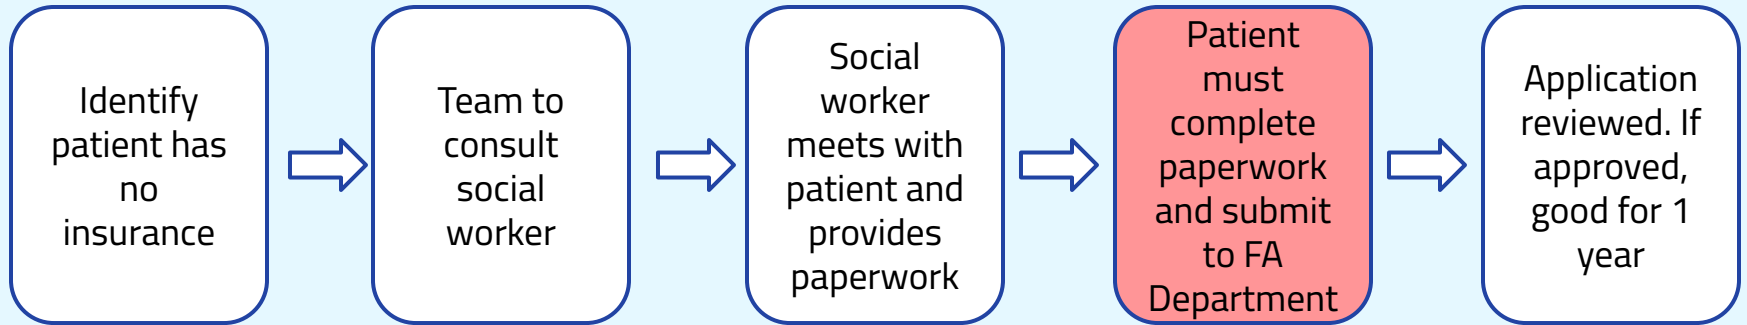 Identify
patient has
no
insurance
Team to
consult
social
worker
Social
worker
meets with
patient and
provides
paperwork
Patient
must
complete
paperwork
and submit
to FA
Department
Application
reviewed. If
approved,
good for 1
year